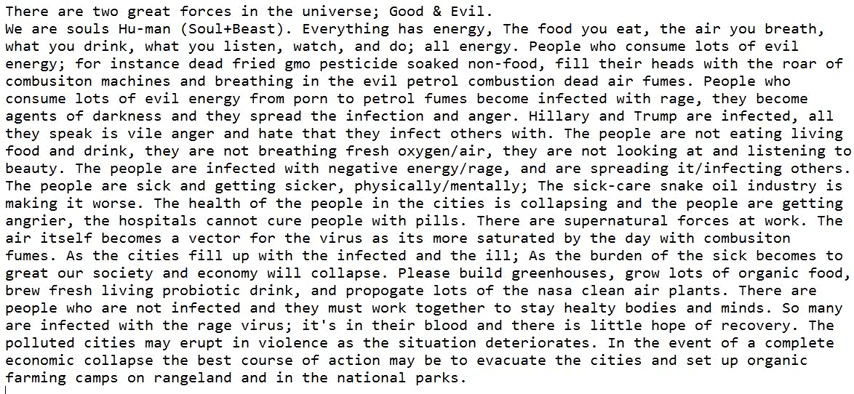 There are two great forces in the universe; Good & Evil.
We are souls Hu-man (Soul+Beast). Everything has energy, The food you eat, the air you breath,
what you drink, what you listen, watch, and do; all energy. People who consume lots of evil
energy; for instance dead fried gmo pesticide soaked non-food, fill their heads with the roar of
combusiton machines and breathing in the evil petrol combustion dead air fumes. People who
consume lots of evil energy from porn to petrol fumes become infected with rage, they become
agents of darkness and they spread the infection and anger. Hillary and Trump are infected, all
they speak is vile anger and hate that they infect others with. The people are not eating living
food and drink, they are not breathing fresh oxygen/air, they are not looking at and listening to
beauty. The people are infected with negative energy/rage, and are spreading it/infecting others.
The people are sick and getting sicker, physically/mentally; The sick-care snake oil industry is
making it worse. The health of the people in the cities is collapsing and the people are getting
angrier, the hospitals cannot cure people with pills. There are supernatural forces at work. The
air itself becomes a vector for the virus as its more saturated by the day with combusiton
fumes. As the cities fill up with the infected and the ill; As the burden of the sick becomes to
great our society and economy will collapse. Please build greenhouses, grow lots of organic food,
brew fresh living probiotic drink, and propogate lots of the nasa clean air plants. There are
people who are not infected and they must work together to stay healty bodies and minds. So many
are infected with the rage virus; it's in their blood and there is little hope of recovery. The
polluted cities may erupt in violence as the situation deteriorates. In the event of a complete
economic collapse the best course of action may be to evacuate the cities and set up organic
farming camps on rangeland and in the national parks.